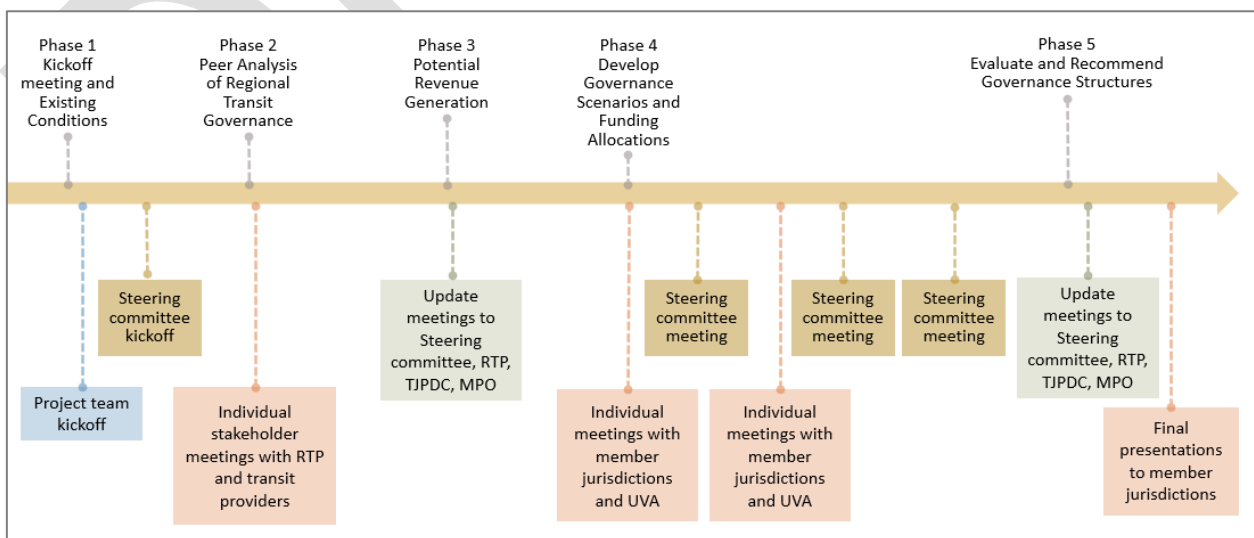 Phase 1
Kickoff
meeting and
Existing
Conditions
Phase 2
Peer Analysis
of Regional
Transit
Governance
Phase 3
Potential
Revenue
Generation
Phase 4
Develop
Governance
Scenarios and
Funding
Allocations
Phase 5
Evaluate and Recommend
Governance Structures
Project team
kickoff
Steering
committee
kickoff
Individual
stakeholder
meetings with RTP
and transit
providers
Update
meetings to
Steering
committee, RTP,
TJPDC, MPO
Individual
meetings with
member
jurisdictions
and UVA
Steering
committee
meeting
Individual
meetings with
member
jurisdictions
and UVA
Steering
committee
meeting
Steering
committee
meeting
Update
meetings to
Steering
committee, RTP,
TJPDC, MPO
Final
presentations
to member
jurisdictions